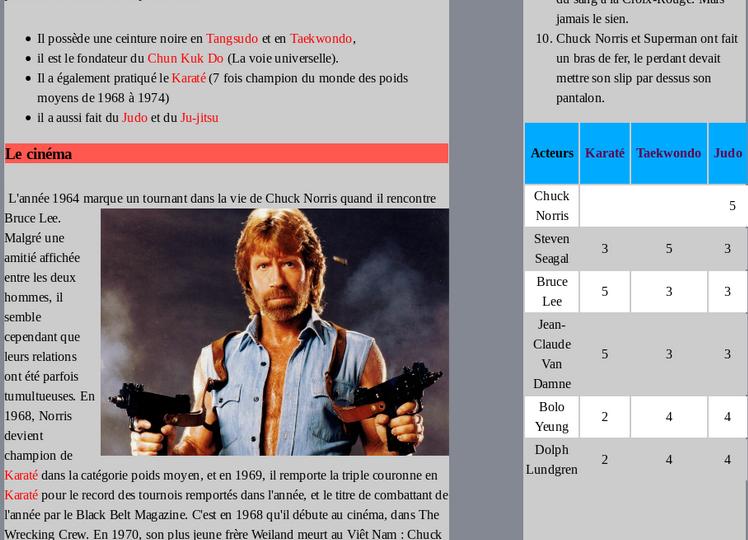 Il possède une ceinture noire en Tangsudo et en Taekwondo,
il est le fondateur du Chun Kuk Do (La voie universelle).
Il a également pratiqué le Karaté (7 fois champion du monde des poids
moyens de 1968 à 1974)
il a aussi fait du Judo et du Ju-jitsu
Le cinéma
L'année 1964 marque un tournant dans la vie de Chuck Norris quand il rencontre
Bruce Lee.
Malgré une
amitié affichée
entre les deux
hommes, il
semble
cependant que
leurs relations
ont été parfois
tumultueuses. En
1968, Norris
devient
champion de
Karaté dans la catégorie poids moyen, et en 1969, il remporte la triple couronne en
Karaté pour le record des tournois remportés dans l'année, et le titre de combattant de
l'année par le Black Belt Magazine. C'est en 1968 qu'il débute au cinéma, dans The
Wrecking Crew. En 1970, son plus jeune frère Weiland meurt au Viêt Nam : Chuck
du sang à la Croix-Rouge. Mais
jamais le sien.
10. Chuck Norris et Superman ont fait
un bras de fer, le perdant devait
mettre son slip par dessus son
pantalon.
Acteurs Karaté Taekwondo Judo
Chuck
Norris 5
Steven
Seagal 3 5 3
Bruce
Lee 5 3 3
Jean-
Claude
Van
Damne 5 3 3
Bolo
Yeung 2 4 4
Dolph
Lundgren 2 4 4